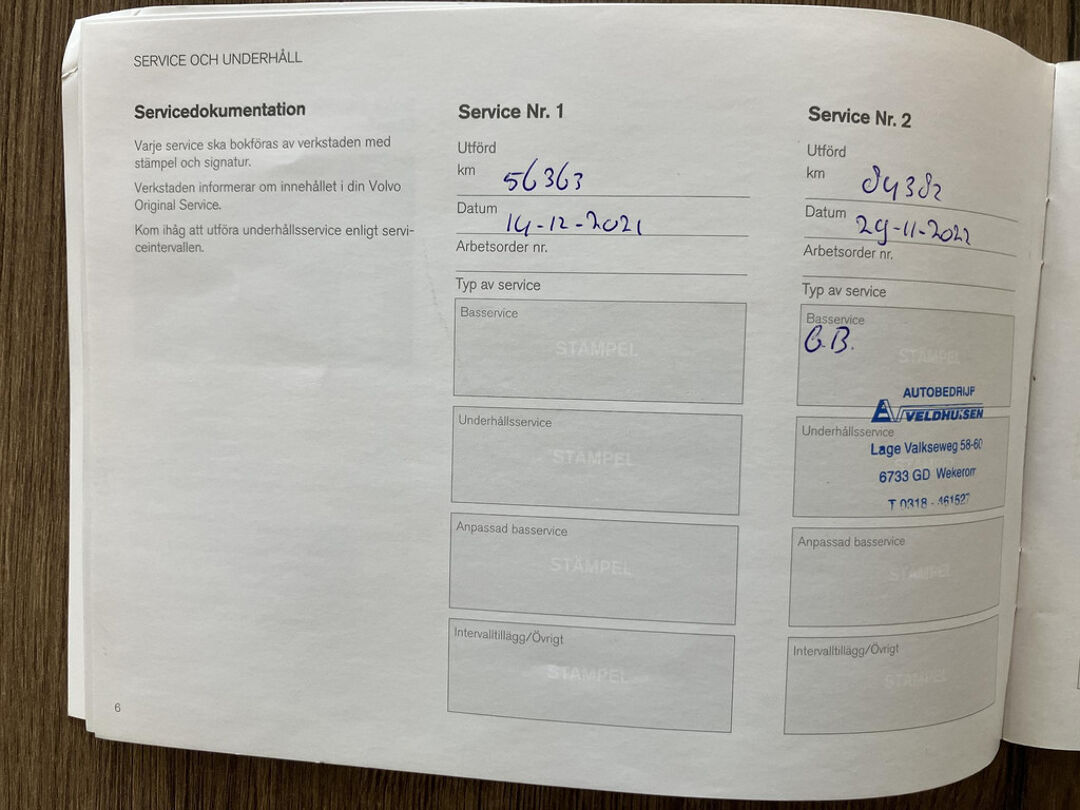 SERVICE OCH UNDERHÅLL
Servicedokumentation
Varje service ska bokföras av verkstaden med
stämpel och signatur.
Verkstaden informerar om innehållet i din Volvo
Original Service.
Kom ihåg att utföra underhållsservice enligt servi-
ceintervallen.
6
Service Nr. 1
Utförd
km 56363
Datum 14-12-2021
Arbetsorder nr.
Typ av service
Basservice
STÄMPEL
Underhållsservice
STÄMPEL
Anpassad basservice
STÄMPEL
Intervalltillägg/Övrigt
STÄMPEL
Service Nr. 2
Utförd
km 84382
Datum 29-11-2022
Arbetsorder nr.
Typ av service
Basservice
G.B.
STÄMPEL
AUTOBEDRIJF
VELDHUISEN
Underhållsservice
Lage Valkseweg 58-60
6733 GD Wekerom
T 0318 - 461527
Anpassad basservice
STÄMPEL
Intervalltillägg/Övrigt
STÄMPEL